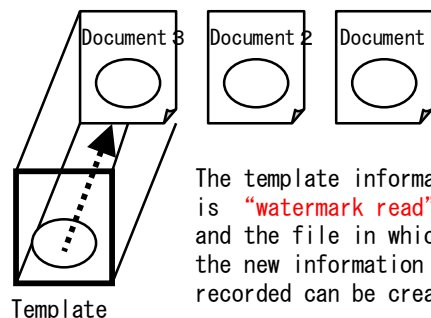 Document 3 Document 2 Document
The template informa
is “watermark read”
and the file in which
the new information
recorded can be crea
Template